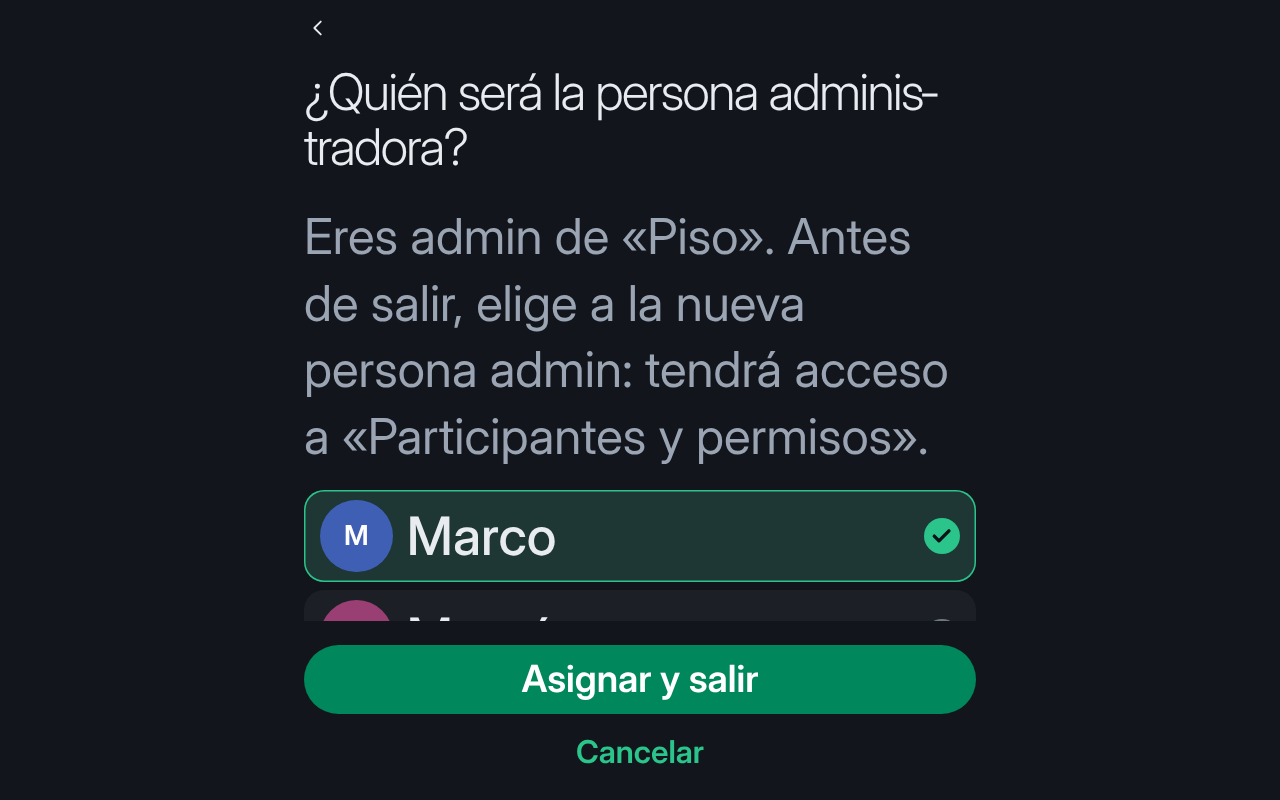 ¿Quién será la persona adminis-
tradora?
Eres admin de «Piso». Antes
de salir, elige a la nueva
persona admin: tendrá acceso
a «Participantes y permisos».
M
Marco
Asignar y salir
Cancelar